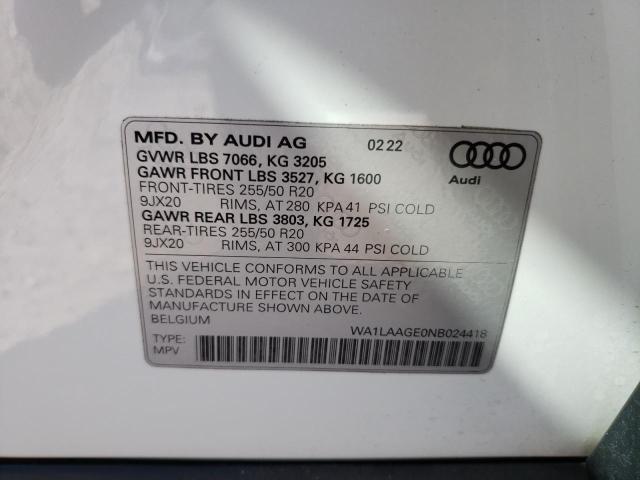 MFD. BY AUDI AG 02 22
GVWR LBS 7066, KG 3205
GAWR FRONT LBS 3527, KG 1600
FRONT-TIRES 255/50 R20
9JX20 RIMS, AT 280 KPA 41 PSI COLD
GAWR REAR LBS 3803, KG 1725
REAR-TIRES 255/50 R20
9JX20 RIMS, AT 300 KPA 44 PSI COLD
Audi
THIS VEHICLE CONFORMS TO ALL APPLICABLE
U.S. FEDERAL MOTOR VEHICLE SAFETY
STANDARDS IN EFFECT ON THE DATE OF
MANUFACTURE SHOWN ABOVE.
BELGIUM
WA1LAAGE0NB024418
TYPE:
MPV